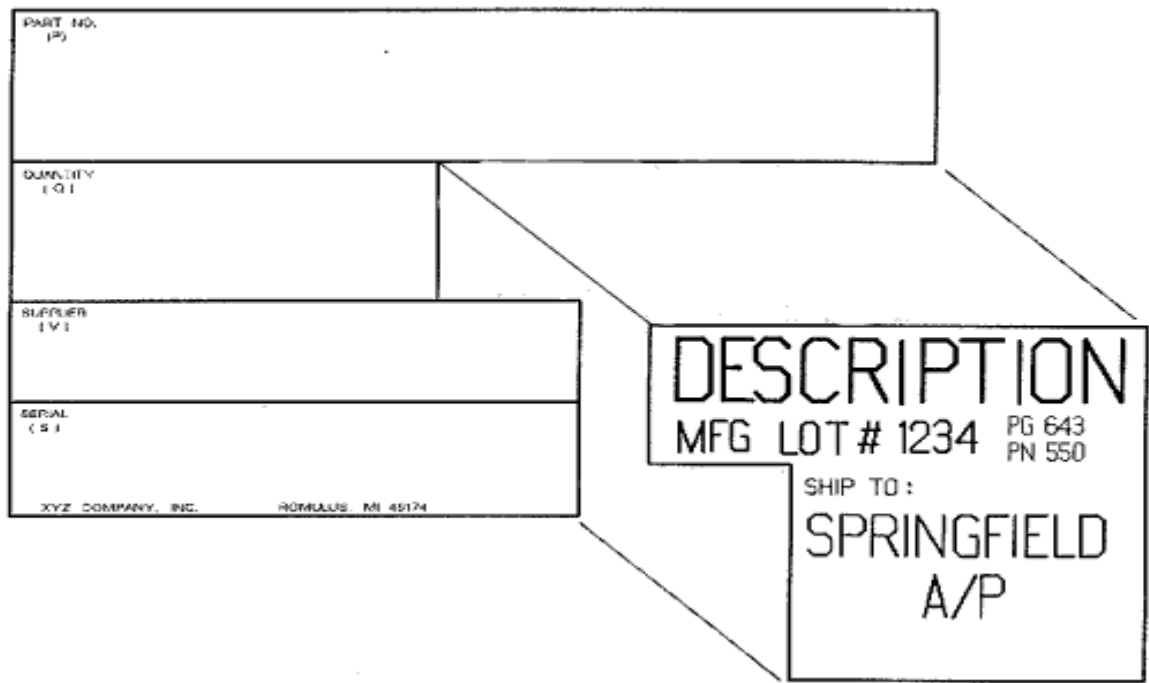 PART NO.
(P)
QUANTITY
(Q)
SUPPLIER
(V)
SERIAL
(S)
XYZ COMPANY, INC. ROMULUS, MI 48174
DESCRIPTION
MFG LOT # 1234
PG 643
PN 550
SHIP TO:
SPRINGFIELD
A/P